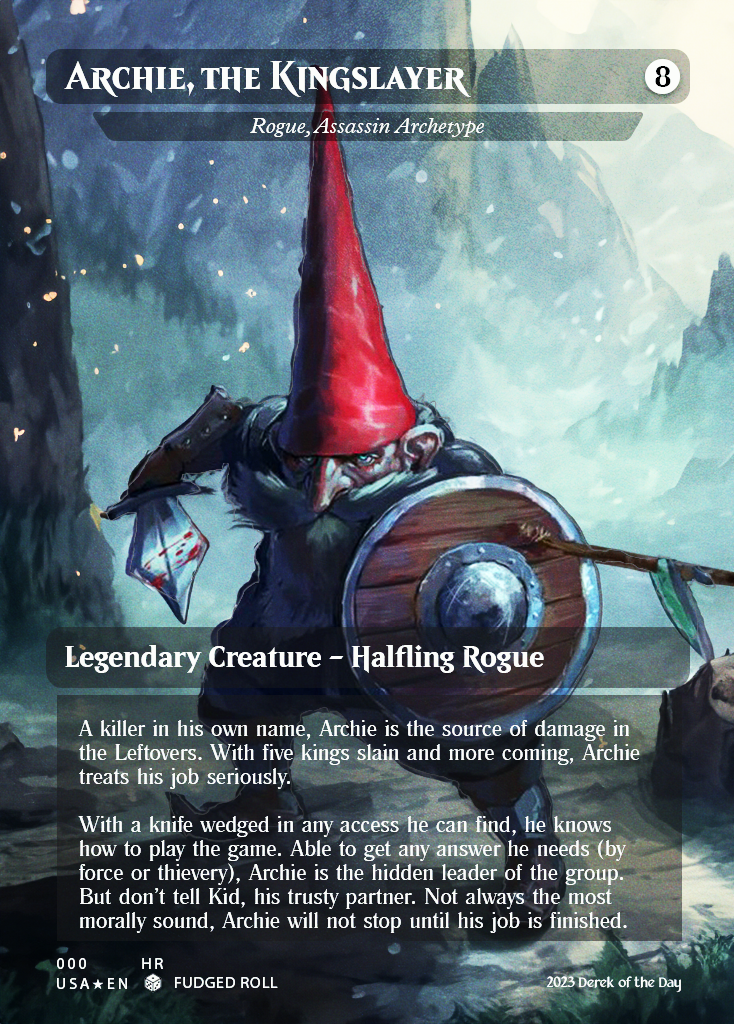 Archie, the Kingslayer
8
Rogue, Assassin Archetype
Legendary Creature – Halfling Rogue
A killer in his own name, Archie is the source of damage in
the Leftovers. With five kings slain and more coming, Archie
treats his job seriously.
With a knife wedged in any access he can find, he knows
how to play the game. Able to get any answer he needs (by
force or thievery), Archie is the hidden leader of the group.
But don't tell Kid, his trusty partner. Not always the most
morally sound, Archie will not stop until his job is finished.
000 HR
USA★EN FUDGED ROLL
2023 Derek of the Day